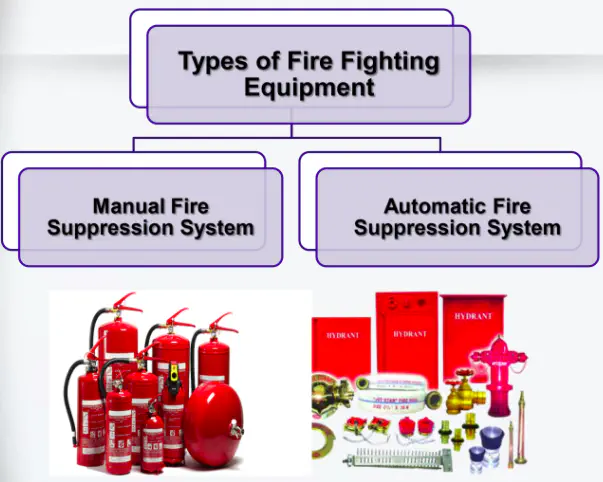 Types of Fire Fighting
Equipment
Manual Fire
Suppression System
Automatic Fire
Suppression System
HYDRANT
HYDRANT
HYDRANT